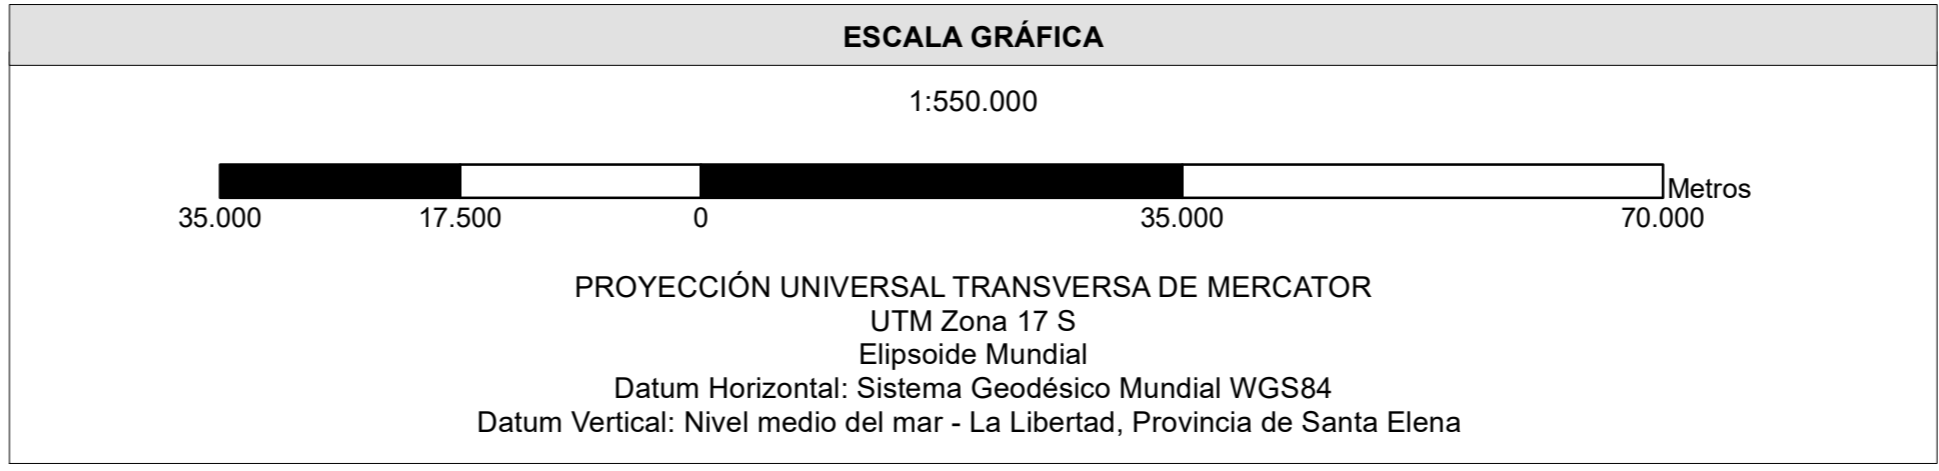 ESCALA GRÁFICA
1:550.000
Metros
35.000 17.500 0 35.000 70.000
PROYECCIÓN UNIVERSAL TRANSVERSA DE MERCATOR
UTM Zona 17 S
Elipsoide Mundial
Datum Horizontal: Sistema Geodésico Mundial WGS84
Datum Vertical: Nivel medio del mar - La Libertad, Provincia de Santa Elena